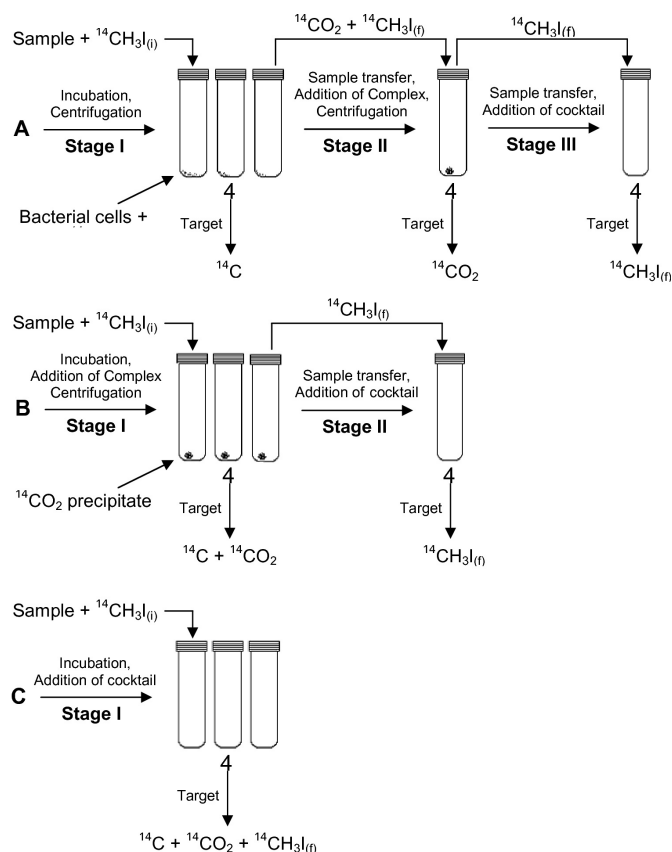 Sample + ¹⁴CH₃I₍ᵢ₎
¹⁴CO₂ + ¹⁴CH₃I₍f₎
¹⁴CH₃I₍f₎
A
Incubation,
Centrifugation
Stage I
Sample transfer,
Addition of Complex,
Centrifugation
Stage II
Sample transfer,
Addition of cocktail
Stage III
Bacterial cells +
4
4
4
Target
Target
Target
¹⁴C
¹⁴CO₂
¹⁴CH₃I₍f₎
Sample + ¹⁴CH₃I₍ᵢ₎
¹⁴CH₃I₍f₎
B
Incubation,
Addition of Complex
Centrifugation
Stage I
Sample transfer,
Addition of cocktail
Stage II
¹⁴CO₂ precipitate
4
4
Target
Target
¹⁴C + ¹⁴CO₂
¹⁴CH₃I₍f₎
Sample + ¹⁴CH₃I₍ᵢ₎
C
Incubation,
Addition of cocktail
Stage I
4
Target
¹⁴C + ¹⁴CO₂ + ¹⁴CH₃I₍f₎